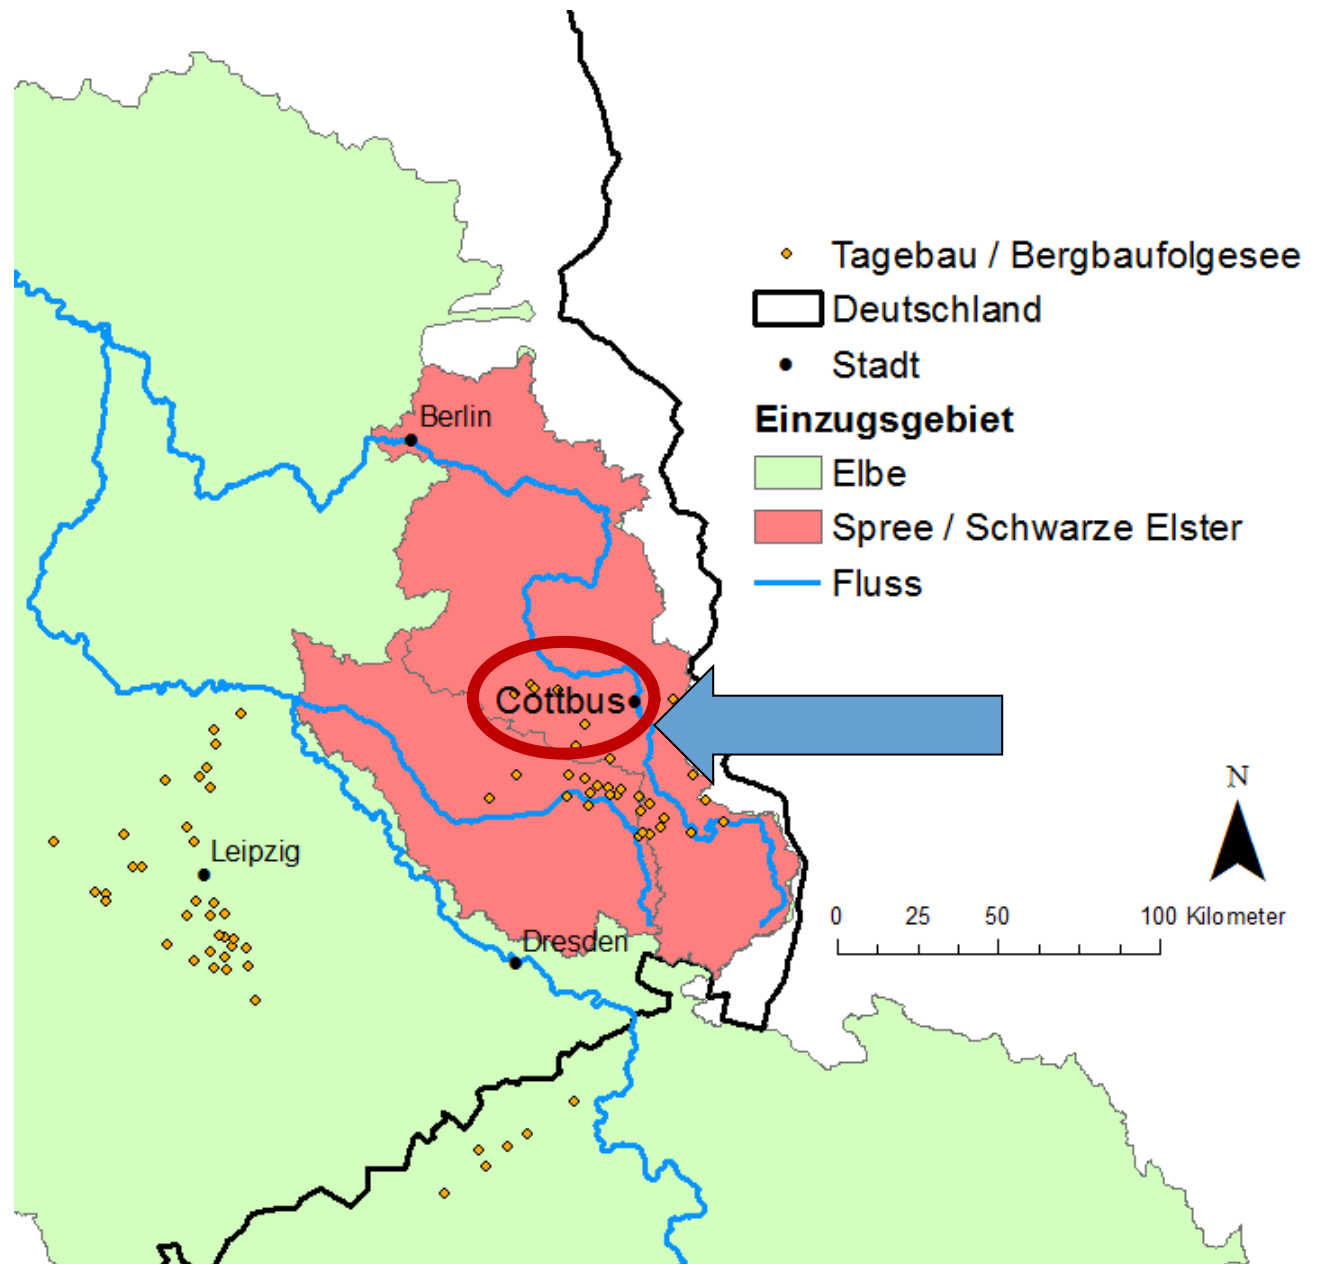 Tagebau / Bergbaufolgesee
Deutschland
Stadt
Einzugsgebiet
Elbe
Spree / Schwarze Elster
Fluss
Berlin
Cottbus
Leipzig
Dresden
N
0 25 50 100 Kilometer